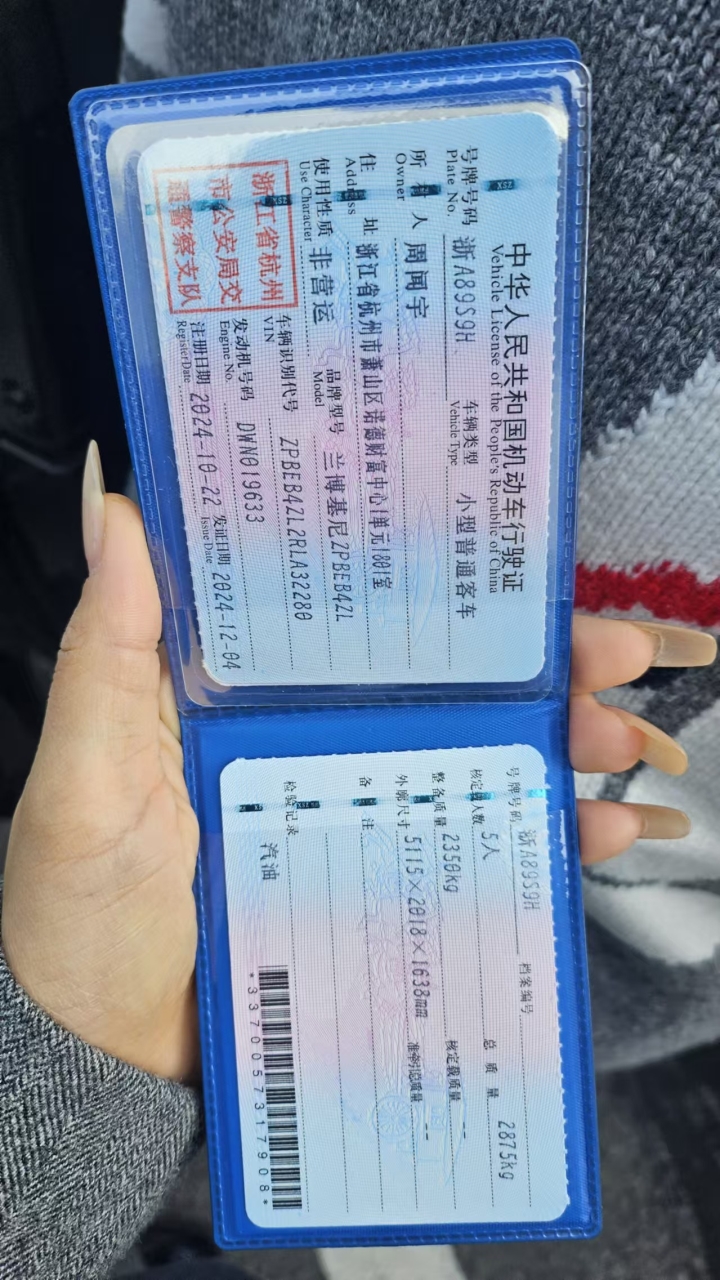 中华人民共和国机动车行驶证
Vehicle License of the People's Republic of China
号牌号码 浙A89S9H 车辆类型 小型普通客车
Plate No. Vehicle Type
所有人 周闻宇
Owner
住址 浙江省杭州市萧山区诺德财富中心1单元1801室
Address
使用性质 非营运 品牌型号 兰博基尼ZPBEB4ZL
Use Character Model
浙江省杭州
市公安局交
通警察支队
车辆识别代号 ZPBEB4ZL2RLA32280
VIN
发动机号码 DWN019633
Engine No.
注册日期 2024-10-22 发证日期 2024-12-04
Register Date Issue Date
号牌号码 浙A89S9H 档案编号
核定载人数 5人 总质量 2875kg
整备质量 2350kg 核定载质量 --
外廓尺寸 5115×2018×1638mm 准牵引总质量 --
备注
检验记录
汽油
*3370057317908*